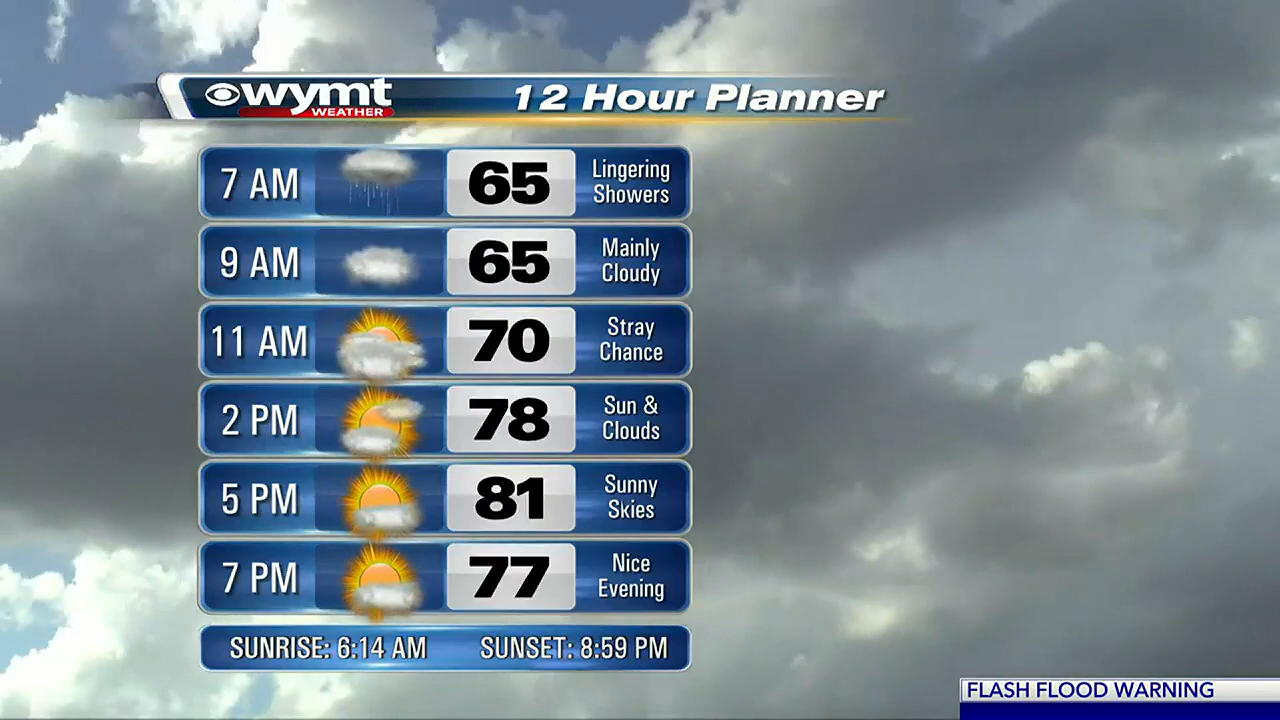 wymt
WEATHER
12 Hour Planner
7 AM 65 Lingering
Showers
9 AM 65 Mainly
Cloudy
11 AM 70 Stray
Chance
2 PM 78 Sun &
Clouds
5 PM 81 Sunny
Skies
7 PM 77 Nice
Evening
SUNRISE: 6:14 AM SUNSET: 8:59 PM
FLASH FLOOD WARNING